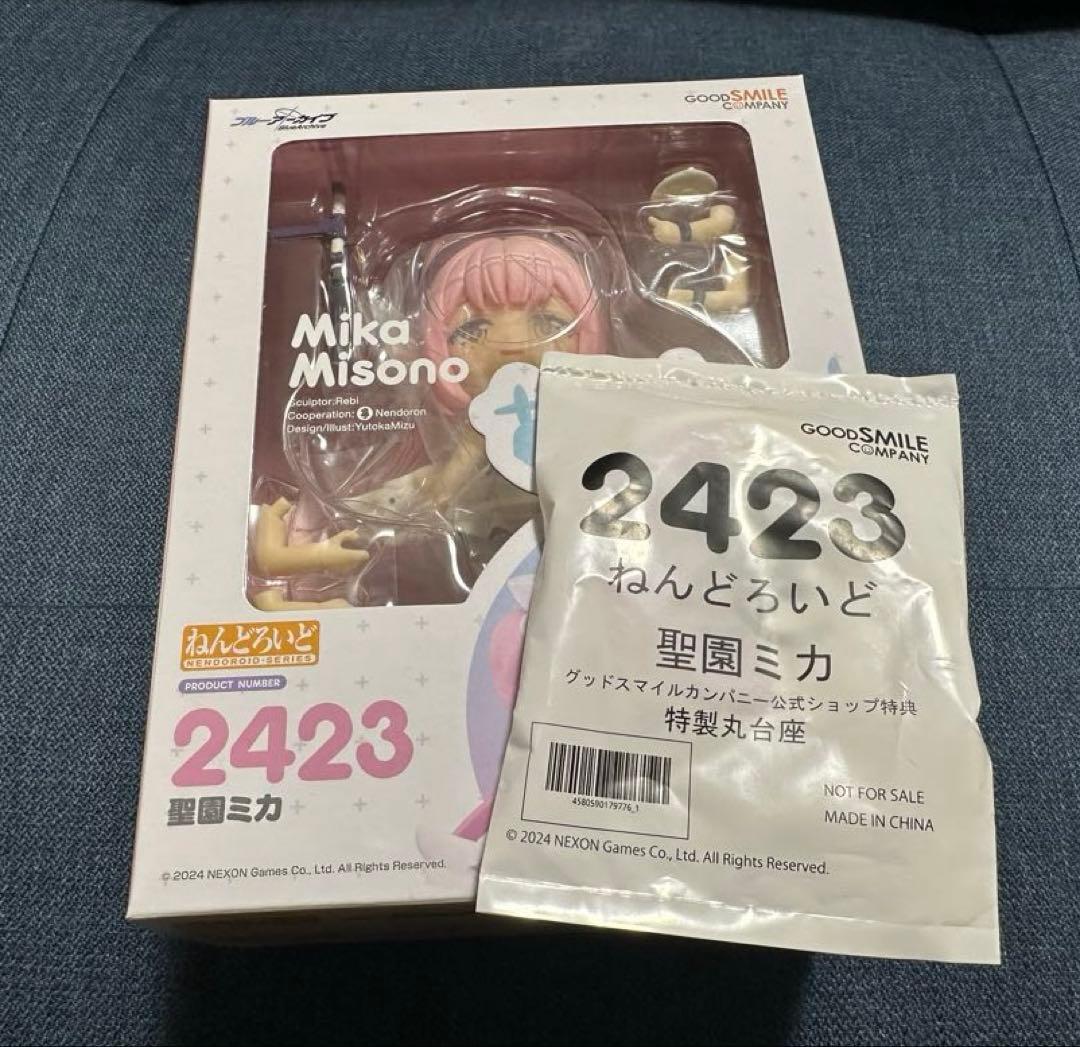 ブルーアーカイブ
BlueArchive
GOODSMILE
COMPANY
Mika
Misono
Sculptor:Rebi
Cooperation: Nendoron
Design/Illust:YutokaMizu
ねんどろいど
NENDOROID-SERIES
PRODUCT NUMBER
2423
聖園ミカ
© 2024 NEXON Games Co., Ltd. All Rights Reserved.
GOODSMILE
COMPANY
2423
ねんどろいど
聖園ミカ
グッドスマイルカンパニー公式ショップ特典
特製丸台座
4580590179776_1
NOT FOR SALE
MADE IN CHINA
© 2024 NEXON Games Co., Ltd. All Rights Reserved.